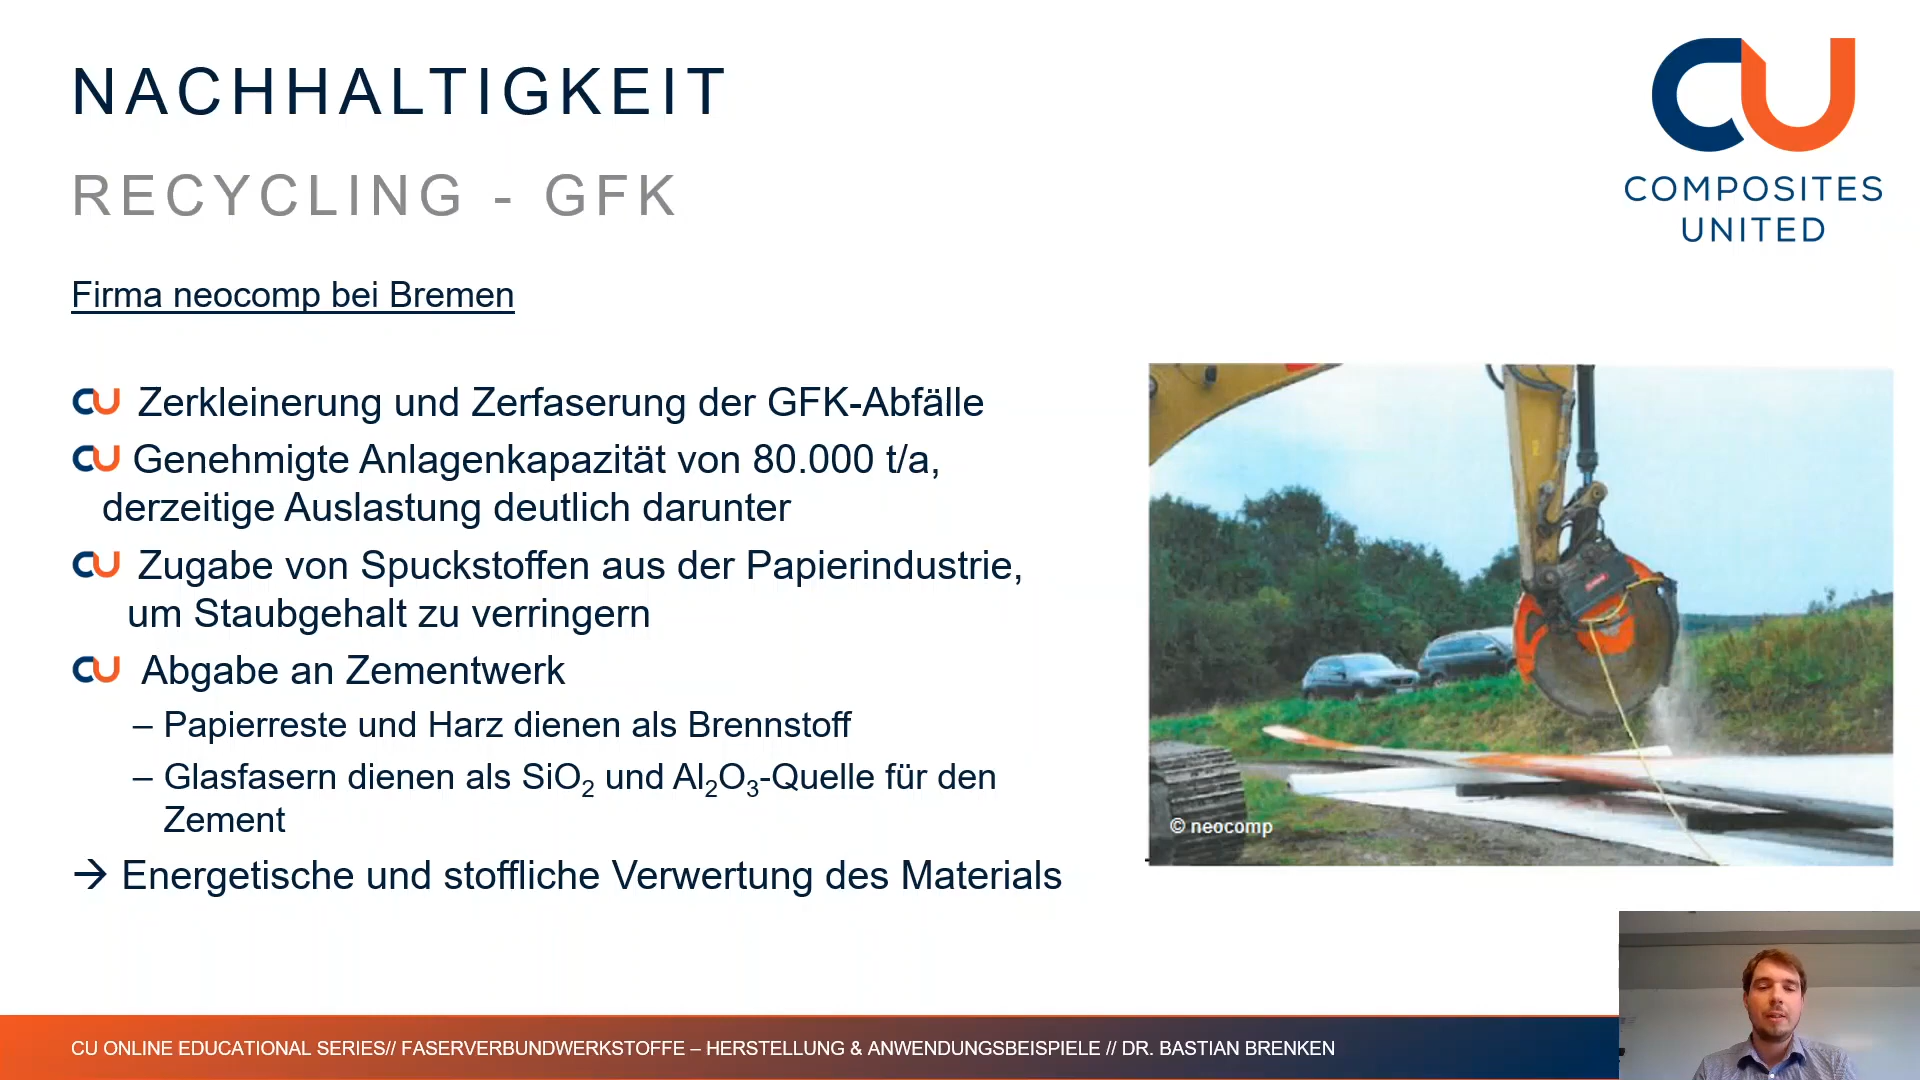 NACHHALTIGKEIT
RECYCLING - GFK
CU
COMPOSITES
UNITED
Firma neocomp bei Bremen
CU Zerkleinerung und Zerfaserung der GFK-Abfälle
CU Genehmigte Anlagenkapazität von 80.000 t/a,
derzeitige Auslastung deutlich darunter
CU Zugabe von Spuckstoffen aus der Papierindustrie,
um Staubgehalt zu verringern
CU Abgabe an Zementwerk
– Papierreste und Harz dienen als Brennstoff
– Glasfasern dienen als SiO₂ und Al₂O₃-Quelle für den
Zement
→ Energetische und stoffliche Verwertung des Materials
© neocomp
CU ONLINE EDUCATIONAL SERIES// FASERVERBUNDWERKSTOFFE – HERSTELLUNG & ANWENDUNGSBEISPIELE // DR. BASTIAN BRENKEN